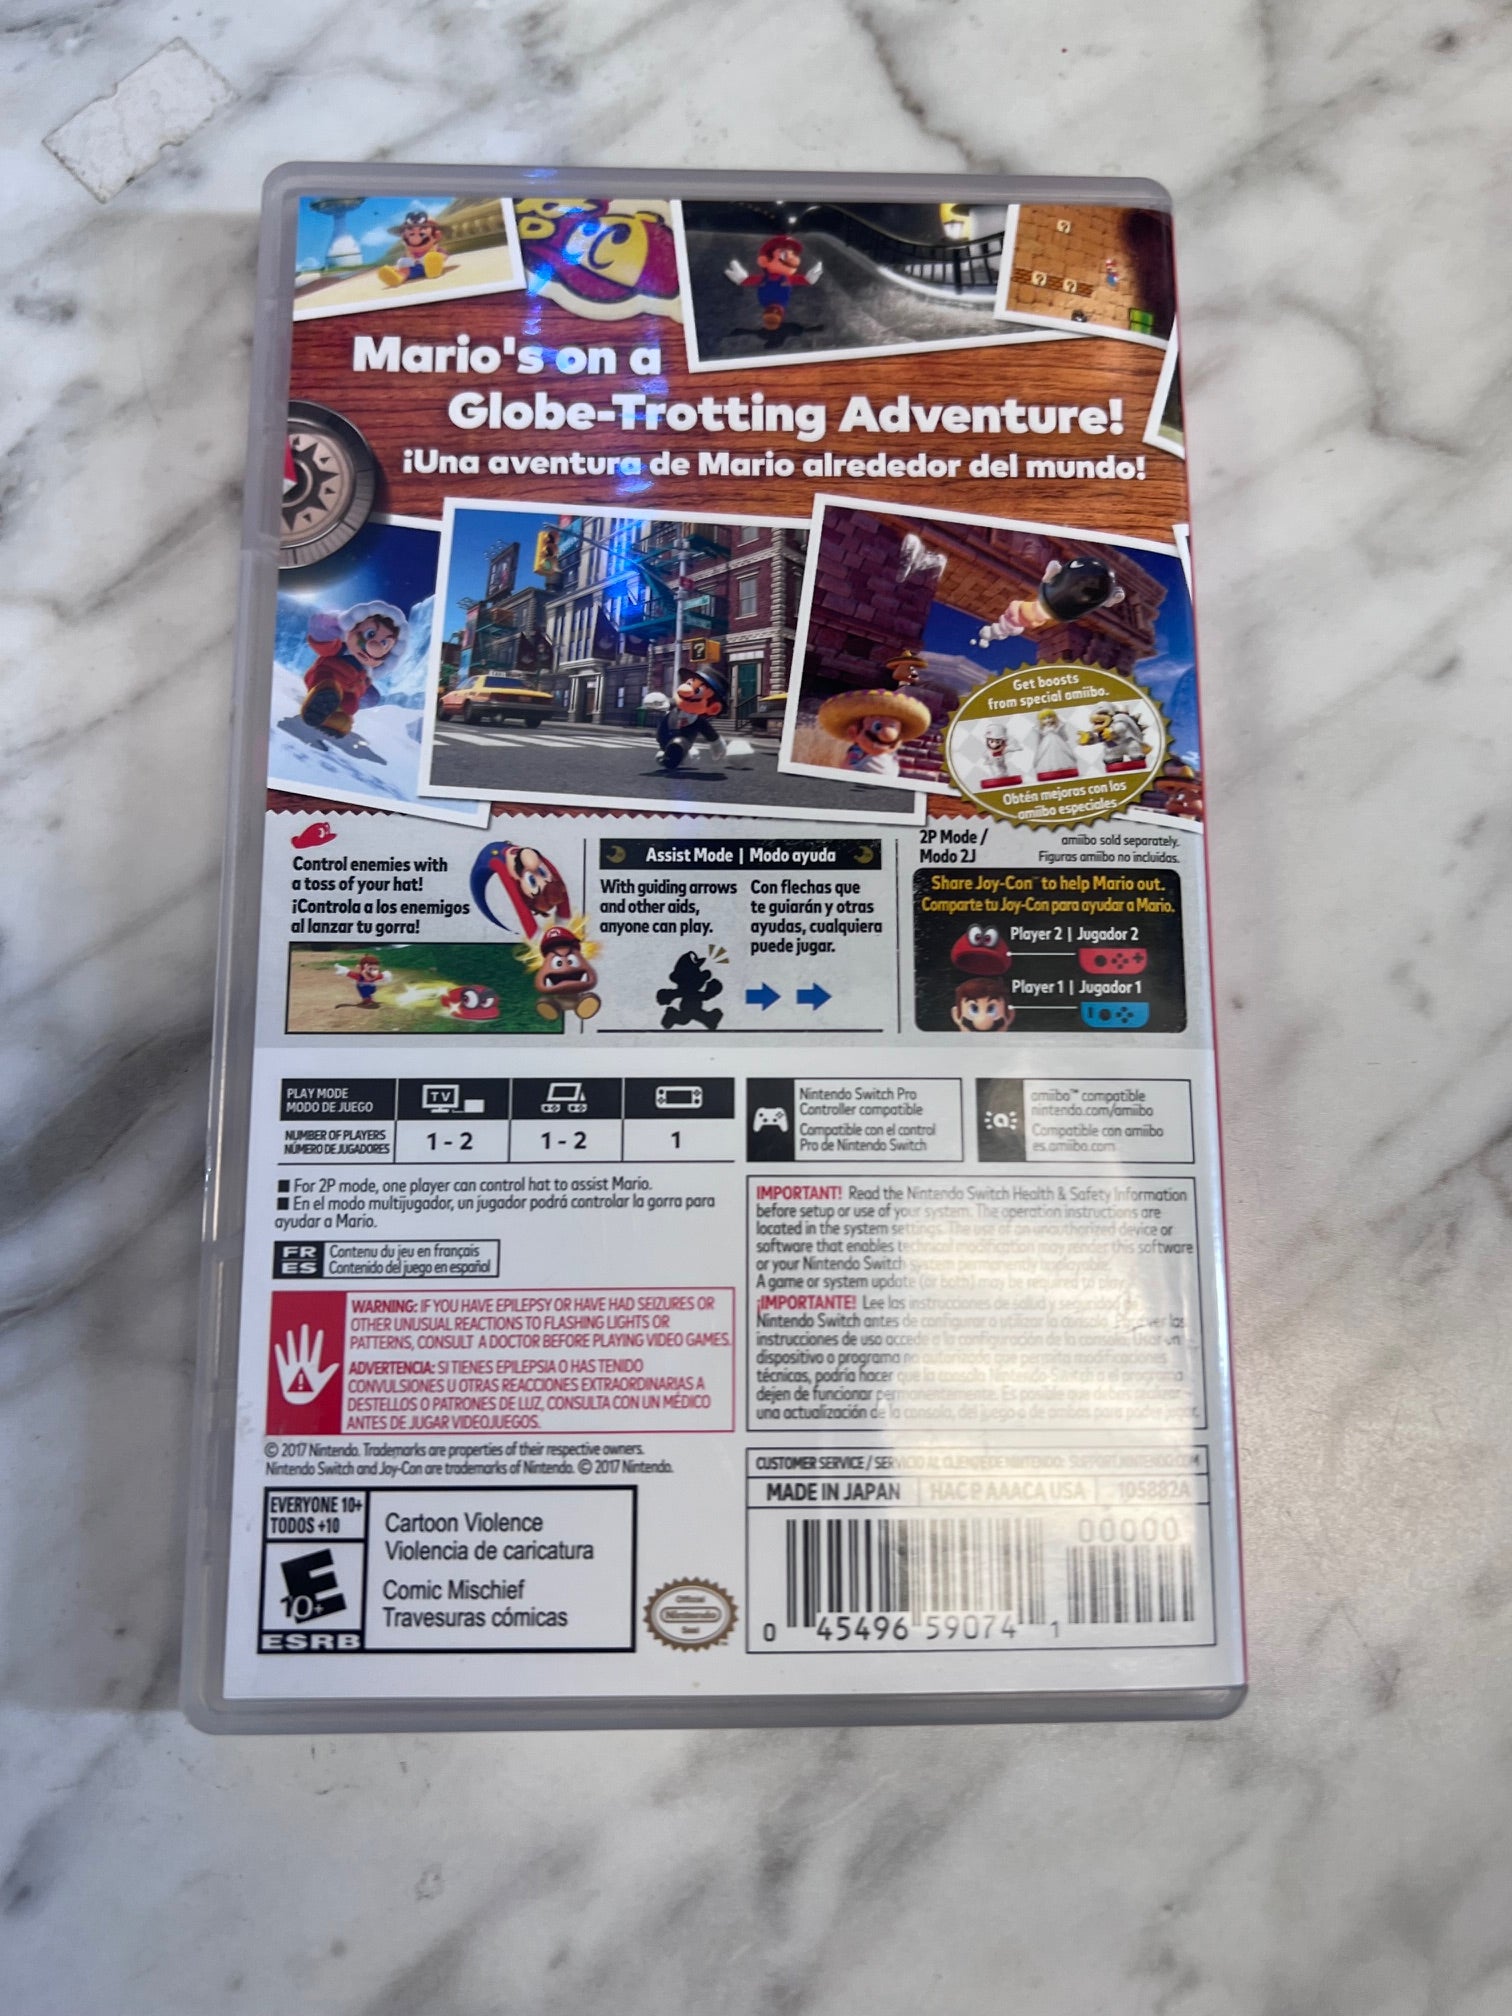 Mario's on a
Globe-Trotting Adventure!
¡Una aventura de Mario alrededor del mundo!
Get boosts
from special amiibo.
Obtén mejoras con los
amiibo especiales
Control enemies with
a toss of your hat!
¡Controla a los enemigos
al lanzar tu gorra!
Assist Mode | Modo ayuda
With guiding arrows
and other aids,
anyone can play.
Con flechas que
te guiarán y otras
ayudas, cualquiera
puede jugar.
2P Mode /
Modo 2J
amiibo sold separately.
Figuras amiibo no incluidas.
Share Joy-Con™ to help Mario out.
Comparte tu Joy-Con para ayudar a Mario.
Player 2 | Jugador 2
Player 1 | Jugador 1
PLAY MODE
MODO DE JUEGO
TV
NUMBER OF PLAYERS
NÚMERO DE JUGADORES
1 - 2
1 - 2
1
Nintendo Switch Pro
Controller compatible
Compatible con el control
Pro de Nintendo Switch
amiibo™ compatible
nintendo.com/amiibo
Compatible con amiibo
es.amiibo.com
■ For 2P mode, one player can control hat to assist Mario.
■ En el modo multijugador, un jugador podrá controlar la gorra para
ayudar a Mario.
FR
ES
Contenu du jeu en français
Contenido del juego en español
WARNING: IF YOU HAVE EPILEPSY OR HAVE HAD SEIZURES OR
OTHER UNUSUAL REACTIONS TO FLASHING LIGHTS OR
PATTERNS, CONSULT A DOCTOR BEFORE PLAYING VIDEO GAMES.
ADVERTENCIA: SI TIENES EPILEPSIA O HAS TENIDO
CONVULSIONES U OTRAS REACCIONES EXTRAORDINARIAS A
DESTELLOS O PATRONES DE LUZ, CONSULTA CON UN MÉDICO
ANTES DE JUGAR VIDEOJUEGOS.
© 2017 Nintendo. Trademarks are properties of their respective owners.
Nintendo Switch and Joy-Con are trademarks of Nintendo. © 2017 Nintendo.
IMPORTANT! Read the Nintendo Switch Health & Safety Information
before setup or use of your system. The operation instructions are
located in the system settings. The use of an unauthorized device or
software that enables technical modification may render this software
or your Nintendo Switch system permanently unplayable.
A game or system update (or both) may be required to play.
¡IMPORTANTE! Lee las instrucciones de salud y seguridad de
Nintendo Switch antes de configurar o utilizar la consola. Para ver las
instrucciones de uso accede a la configuración de la consola. Usar un
dispositivo o programa no autorizado que permita modificaciones
técnicas, podría hacer que la consola Nintendo Switch o el programa
dejen de funcionar permanentemente. Es posible que debas realizar
una actualización de la consola, del juego o de ambos para poder jugar.
CUSTOMER SERVICE / SERVICIO AL CLIENTE DE NINTENDO: SUPPORT.NINTENDO.COM
MADE IN JAPAN | HAC P AAACA USA | 105882A
00000
0 45496 59074 1
EVERYONE 10+
TODOS +10
E
10+
ESRB
Cartoon Violence
Violencia de caricatura
Comic Mischief
Travesuras cómicas
Official
Nintendo
Seal